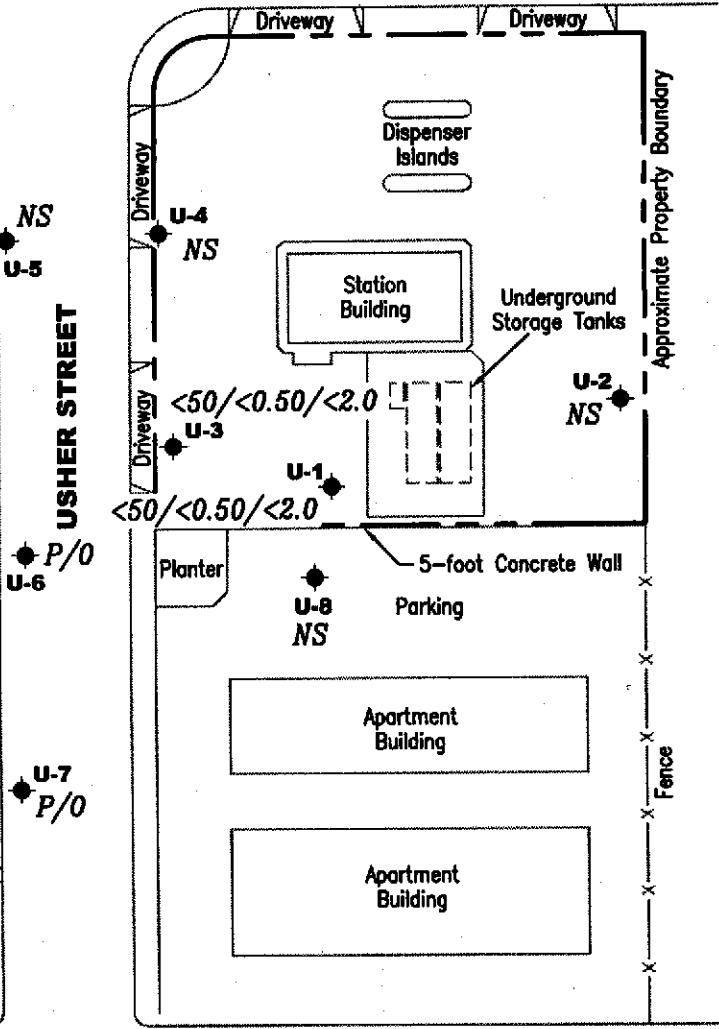 Driveway
Driveway
Dispenser
Islands
Approximate Property Boundary
Driveway
NS
U-5
U-4
NS
Station
Building
Underground
Storage Tanks
USHER STREET
<50/<0.50/<2.0
U-2
NS
Driveway
U-3
U-1
<50/<0.50/<2.0
P/0
U-6
Planter
5-foot Concrete Wall
U-8
NS
Parking
Apartment
Building
U-7
P/0
Fence
Apartment
Building